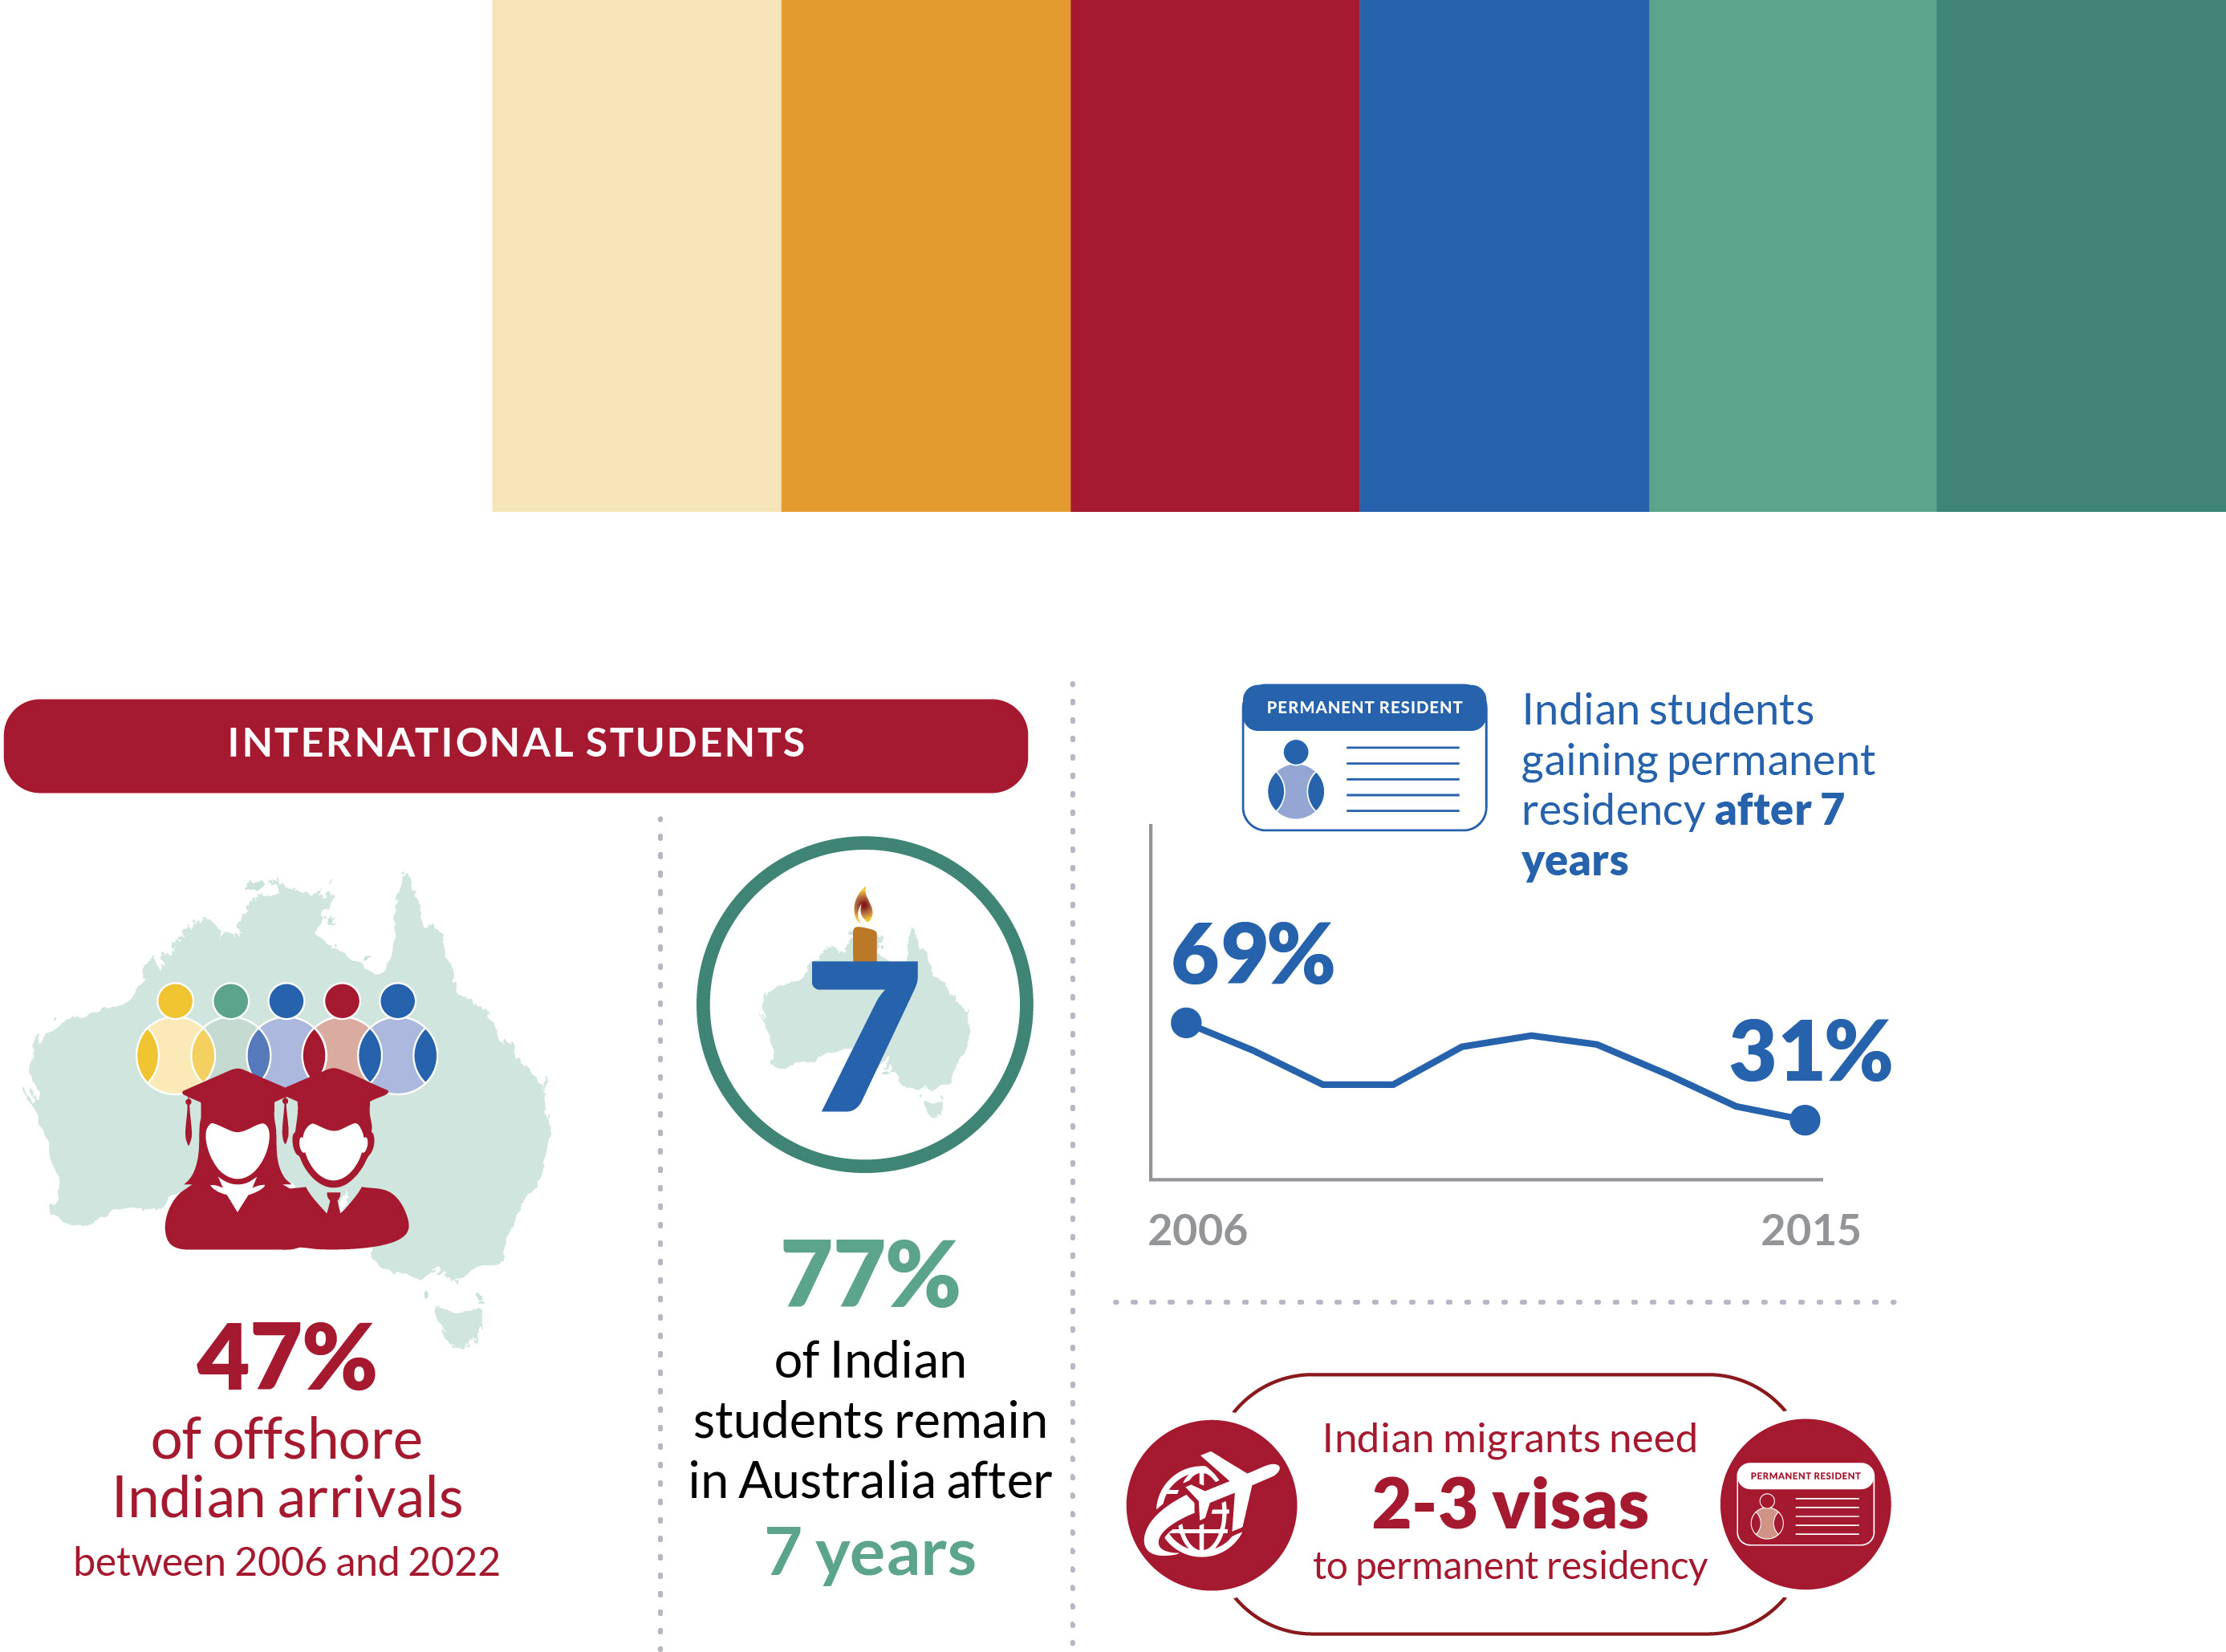 INTERNATIONAL STUDENTS
47%
of offshore
Indian arrivals
between 2006 and 2022
7
77%
of Indian
students remain
in Australia after
7 years
PERMANENT RESIDENT
Indian students
gaining permanent
residency after 7
years
69%
31%
2006
2015
Indian migrants need
2-3 visas
to permanent residency
PERMANENT RESIDENT